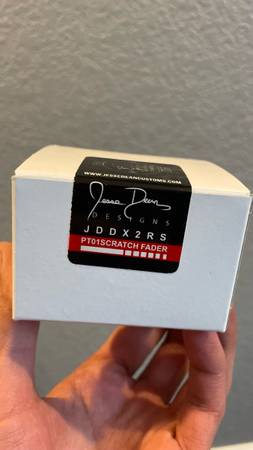 WWW.JESSEDEANCUSTOMS.COM
Jesse Dean
DESIGNS
JDDX2RS
PT01SCRATCH FADER